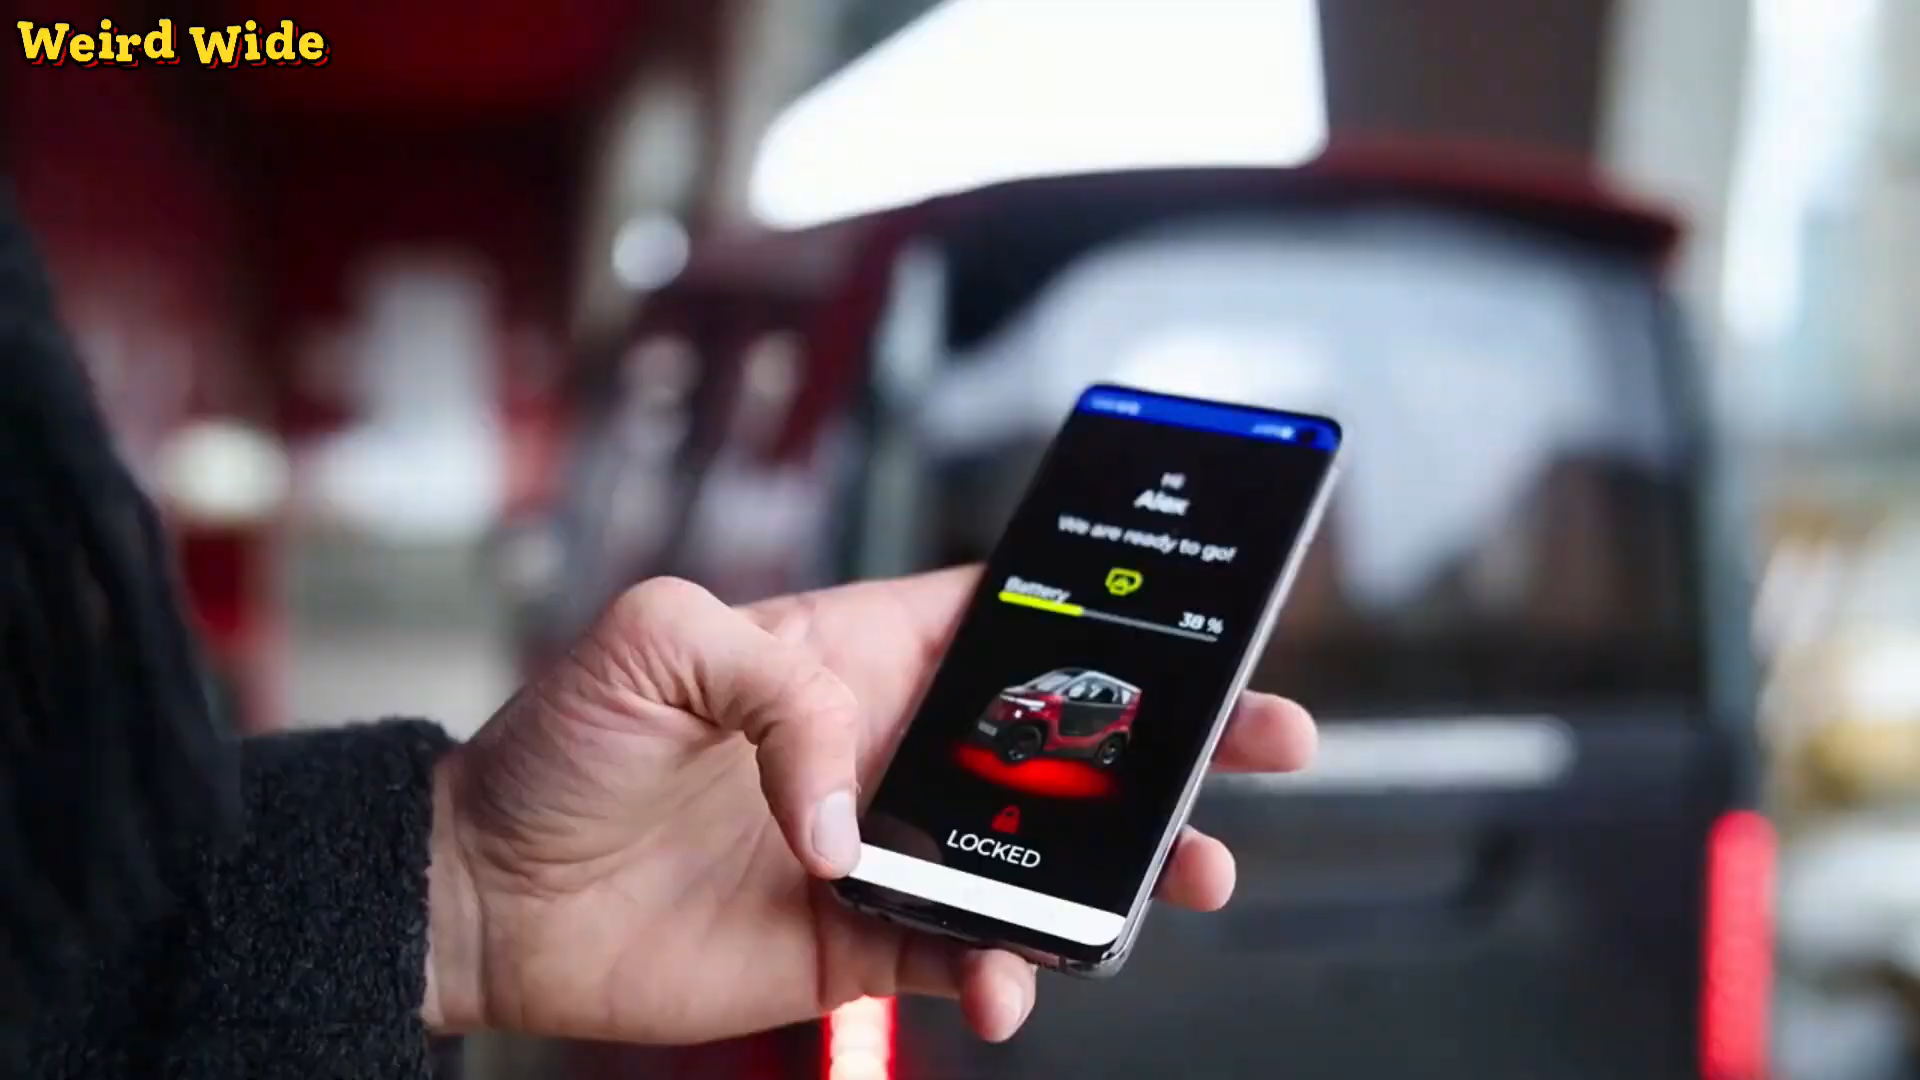 Weird Wide
Hi
Alex
We are ready to go!
Battery
38 %
LOCKED